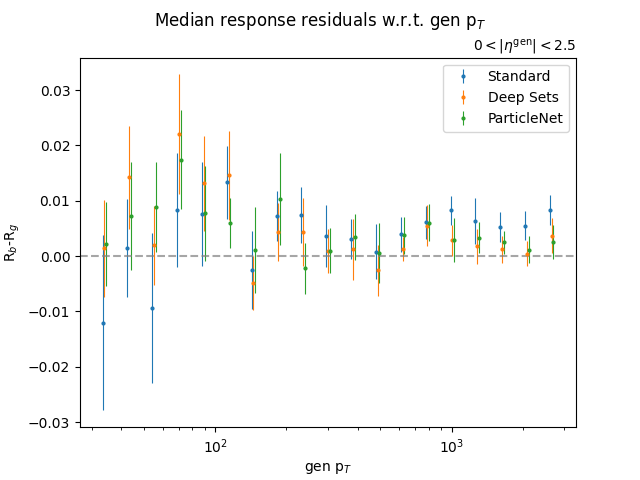 Median response residuals w.r.t. gen p_T
0 < |η^gen| < 2.5
Standard
Deep Sets
ParticleNet
R_b-R_g
0.03
0.02
0.01
0.00
−0.01
−0.02
−0.03
10^2
10^3
gen p_T